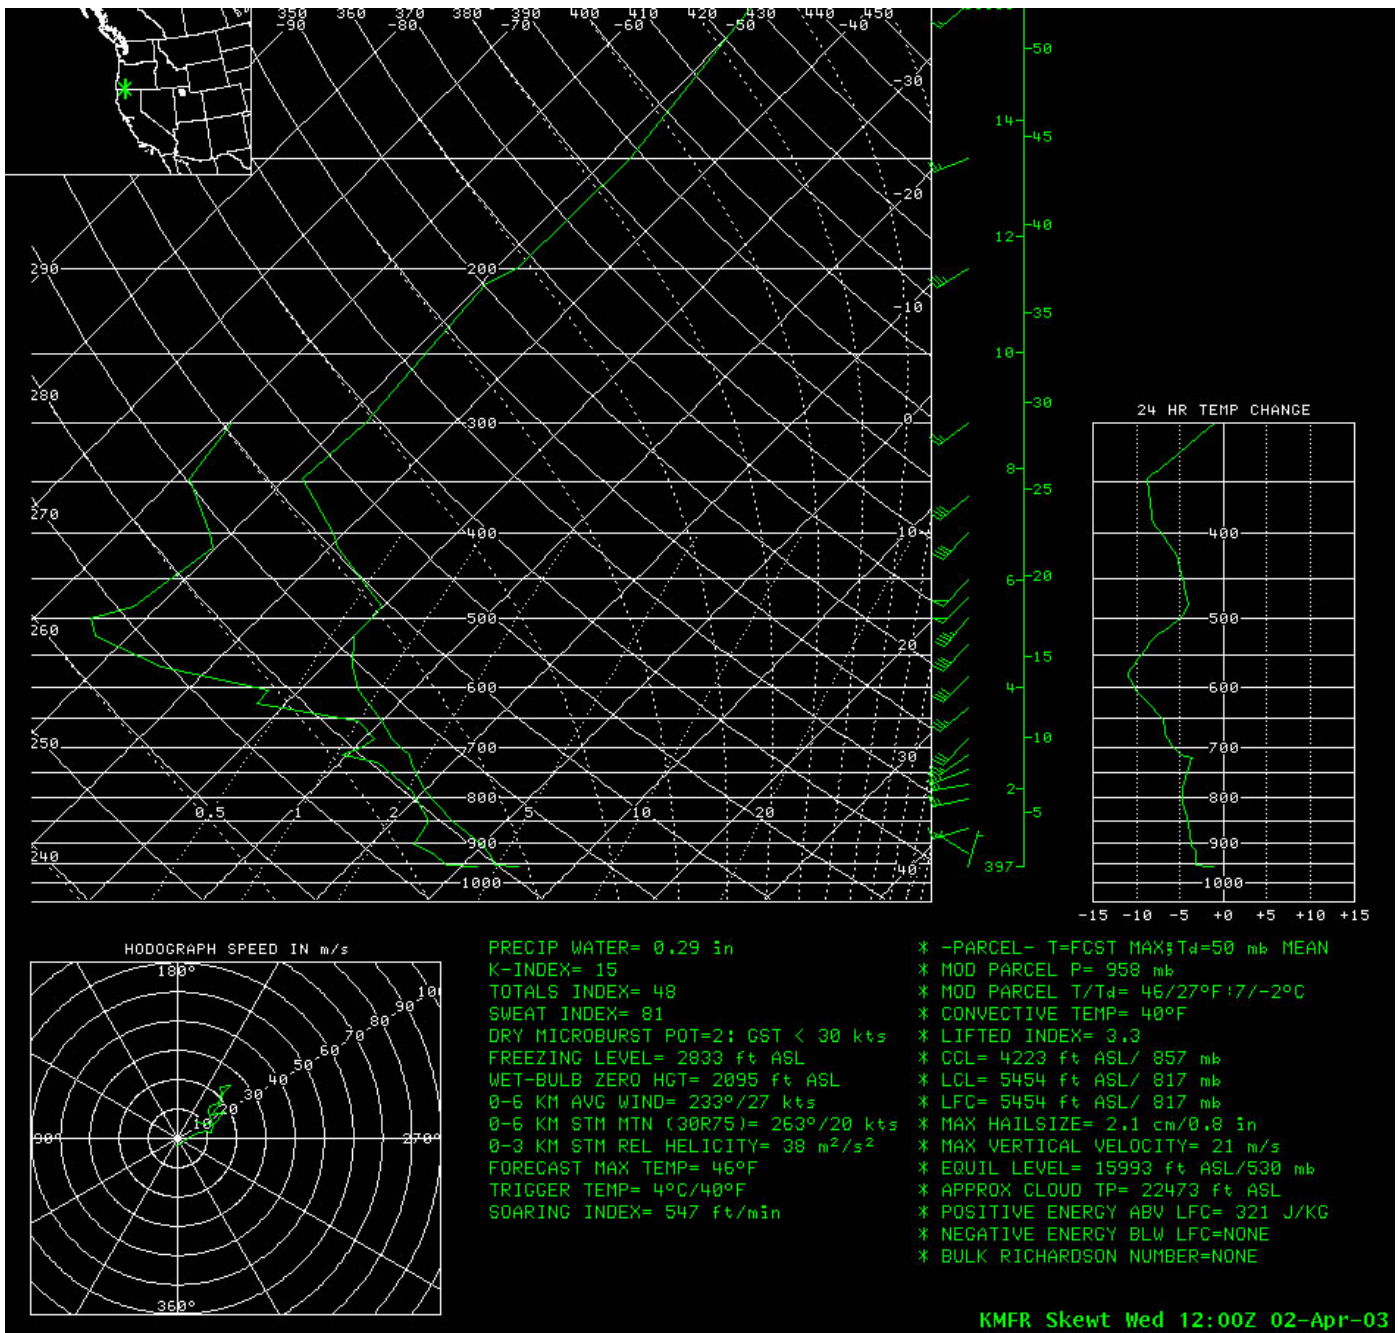 350 360 370 380 390 400 410 430 440 450
-90 -80 -70 -60 -50 -40
-30
-20
-10
0
10
20
30
40
290
280
270
260
250
240
200
300
400
500
600
700
800
900
1000
0.5 1 2 5 10 20
50
14
45
12
40
35
10
30
8
25
6
20
15
4
10
2
5
397
24 HR TEMP CHANGE
400
500
600
700
800
900
1000
-15 -10 -5 +0 +5 +10 +15
HODOGRAPH SPEED IN m/s
180°
90°
270°
360°
10 20 30 40 50 60 70 80 90 10
PRECIP WATER= 0.29 in
K-INDEX= 15
TOTALS INDEX= 48
SWEAT INDEX= 81
DRY MICROBURST POT=2: GST < 30 kts
FREEZING LEVEL= 2833 ft ASL
WET-BULB ZERO HGT= 2095 ft ASL
0-6 KM AVG WIND= 233°/27 kts
0-6 KM STM MTN (30R75)= 263°/20 kts
0-3 KM STM REL HELICITY= 38 m²/s²
FORECAST MAX TEMP= 46°F
TRIGGER TEMP= 4°C/40°F
SOARING INDEX= 547 ft/min
* -PARCEL- T=FCST MAX;Td=50 mb MEAN
* MOD PARCEL P= 958 mb
* MOD PARCEL T/Td= 46/27°F:7/-2°C
* CONVECTIVE TEMP= 40°F
* LIFTED INDEX= 3.3
* CCL= 4223 ft ASL/ 857 mb
* LCL= 5454 ft ASL/ 817 mb
* LFC= 5454 ft ASL/ 817 mb
* MAX HAILSIZE= 2.1 cm/0.8 in
* MAX VERTICAL VELOCITY= 21 m/s
* EQUIL LEVEL= 15993 ft ASL/530 mb
* APPROX CLOUD TP= 22473 ft ASL
* POSITIVE ENERGY ABV LFC= 321 J/KG
* NEGATIVE ENERGY BLW LFC=NONE
* BULK RICHARDSON NUMBER=NONE
KMFR Skewt Wed 12:00Z 02-Apr-03